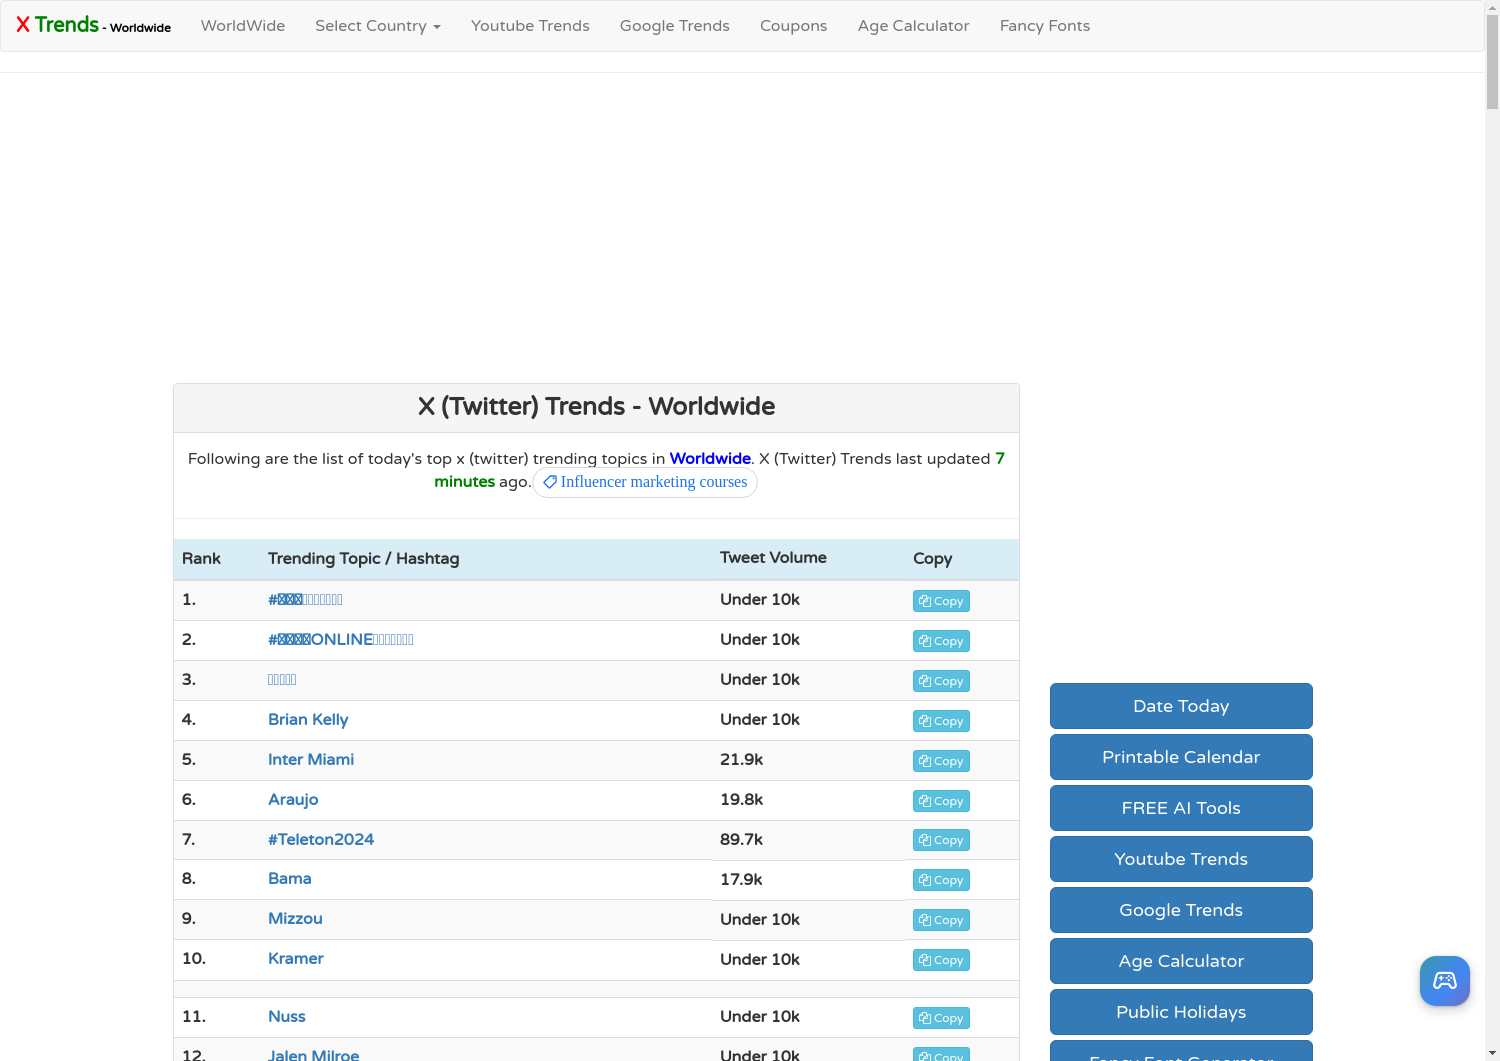 X Trends - Worldwide WorldWide Select Country Youtube Trends Google Trends Coupons Age Calculator Fancy Fonts
X (Twitter) Trends - Worldwide
Following are the list of today's top x (twitter) trending topics in Worldwide. X (Twitter) Trends last updated 7
minutes ago. Influencer marketing courses
Rank Trending Topic / Hashtag Tweet Volume Copy
1. # Under 10k Copy
2. # ONLINE Under 10k Copy
3. Under 10k Copy
4. Brian Kelly Under 10k Copy
5. Inter Miami 21.9k Copy
6. Araujo 19.8k Copy
7. #Teleton2024 89.7k Copy
8. Bama 17.9k Copy
9. Mizzou Under 10k Copy
10. Kramer Under 10k Copy
11. Nuss Under 10k Copy
12. Jalen Milroe Under 10k Copy
Date Today
Printable Calendar
FREE AI Tools
Youtube Trends
Google Trends
Age Calculator
Public Holidays
Fancy Font Generator